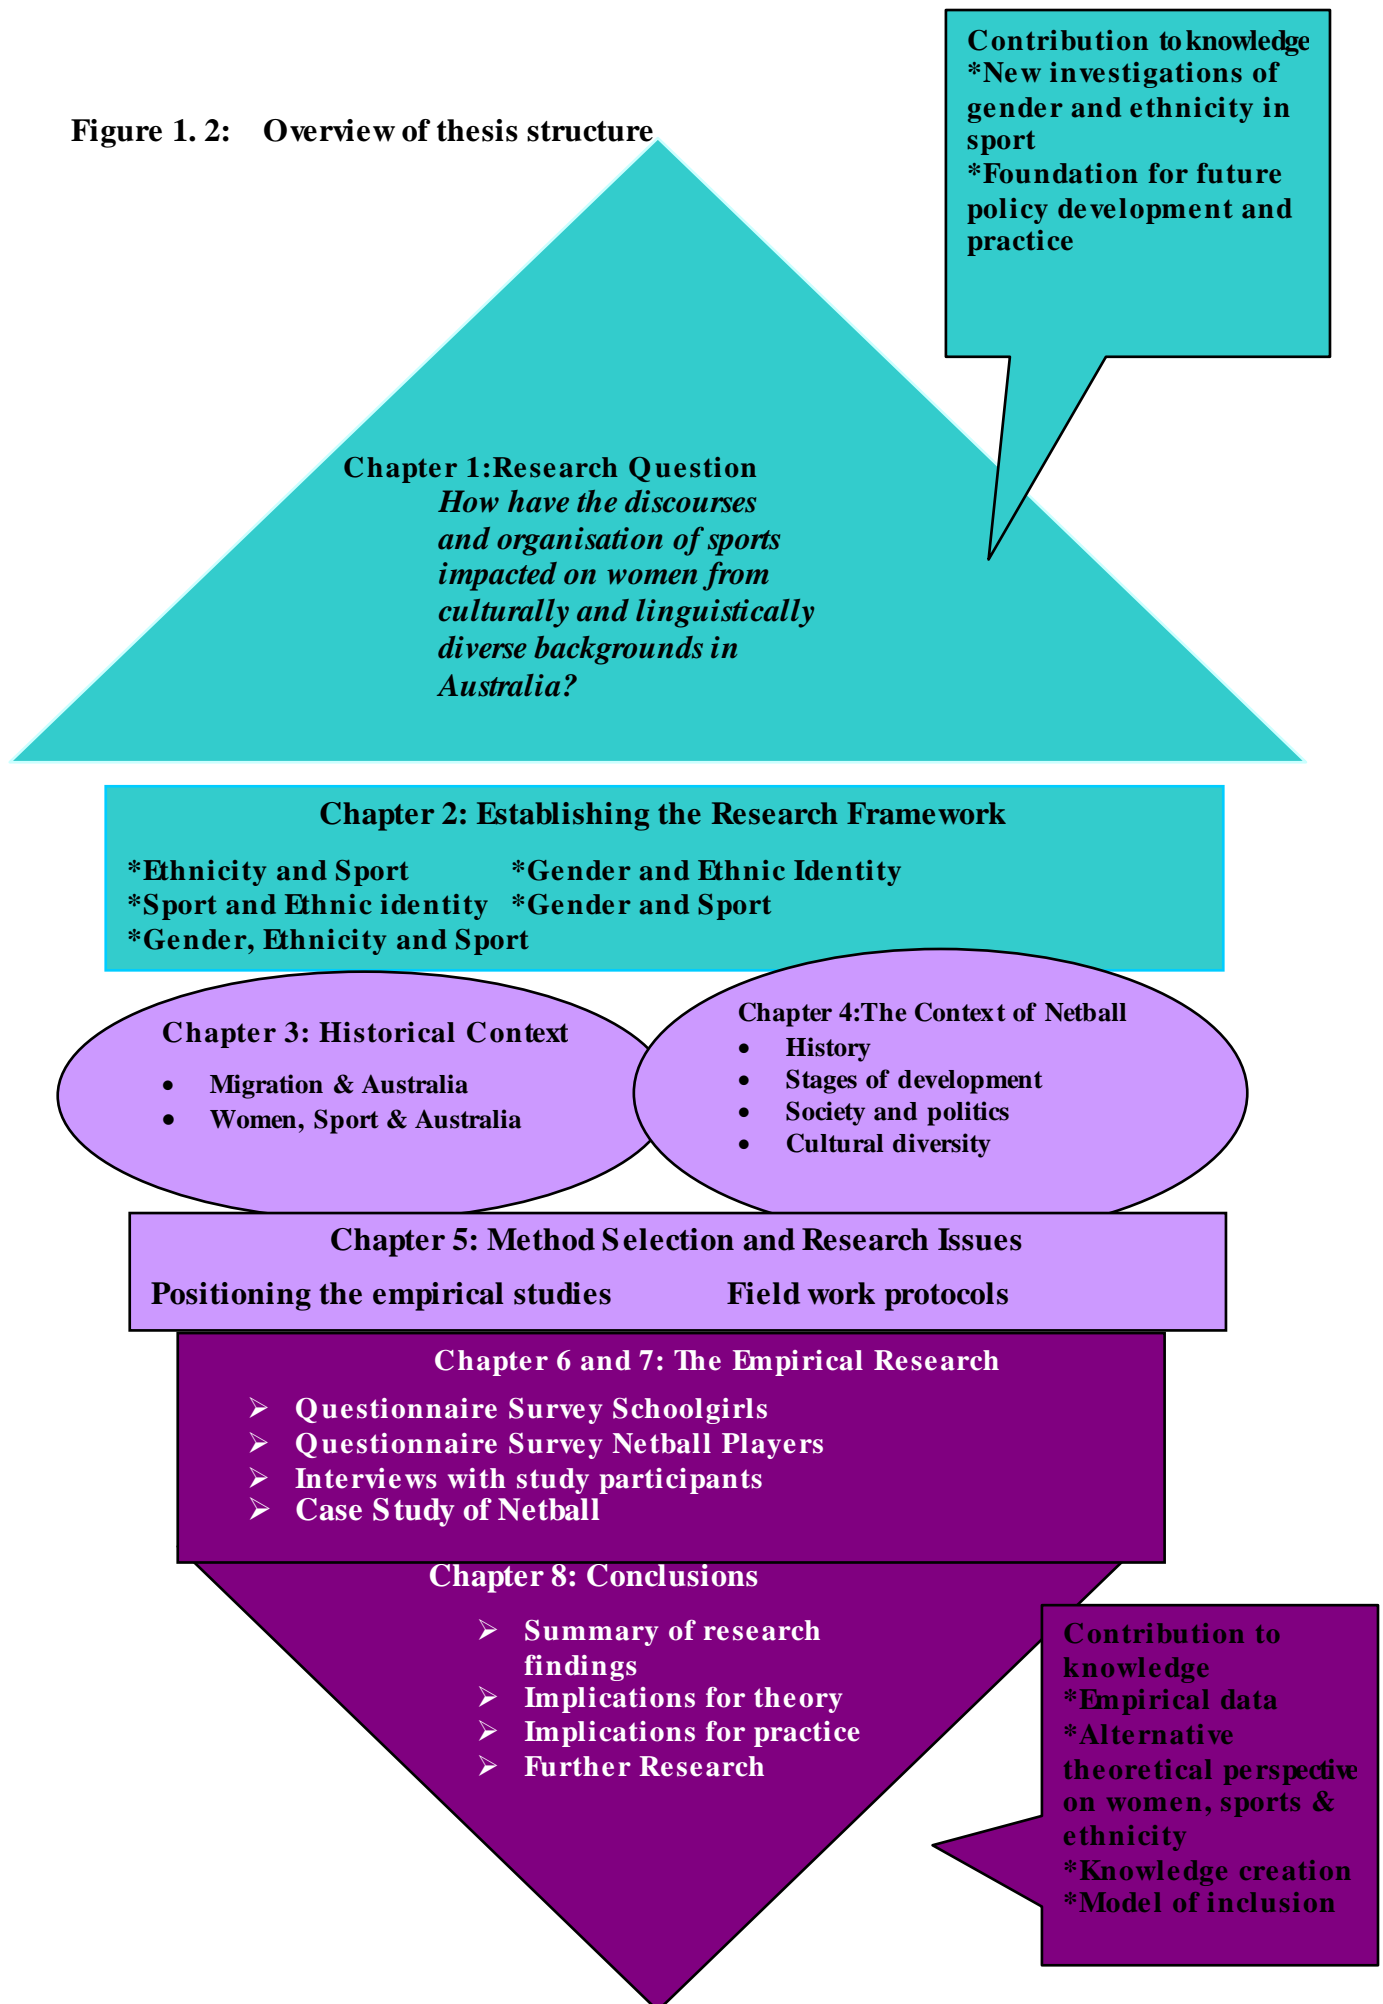 Contribution to knowledge
*New investigations of
gender and ethnicity in
sport
*Foundation for future
policy development and
practice
Figure 1. 2: Overview of thesis structure
Chapter 1:Research Question
How have the discourses
and organisation of sports
impacted on women from
culturally and linguistically
diverse backgrounds in
Australia?
Chapter 2: Establishing the Research Framework
*Ethnicity and Sport *Gender and Ethnic Identity
*Sport and Ethnic identity *Gender and Sport
*Gender, Ethnicity and Sport
Chapter 3: Historical Context
• Migration & Australia
• Women, Sport & Australia
Chapter 4:The Context of Netball
• History
• Stages of development
• Society and politics
• Cultural diversity
Chapter 5: Method Selection and Research Issues
Positioning the empirical studies Field work protocols
Chapter 6 and 7: The Empirical Research
➢ Questionnaire Survey Schoolgirls
➢ Questionnaire Survey Netball Players
➢ Interviews with study participants
➢ Case Study of Netball
Chapter 8: Conclusions
➢ Summary of research
findings
➢ Implications for theory
➢ Implications for practice
➢ Further Research
Contribution to
knowledge
*Empirical data
*Alternative
theoretical perspective
on women, sports &
ethnicity
*Knowledge creation
*Model of inclusion